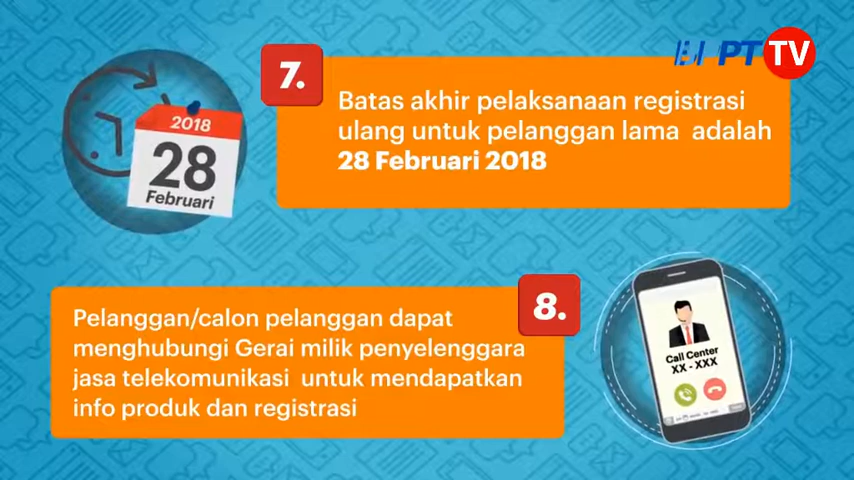 TV
7.
Batas akhir pelaksanaan registrasi
ulang untuk pelanggan lama adalah
28 Februari 2018
2018
28
Februari
8.
Pelanggan/calon pelanggan dapat
menghubungi Gerai milik penyelenggara
jasa telekomunikasi untuk mendapatkan
info produk dan registrasi
Call Center
XX - XXX